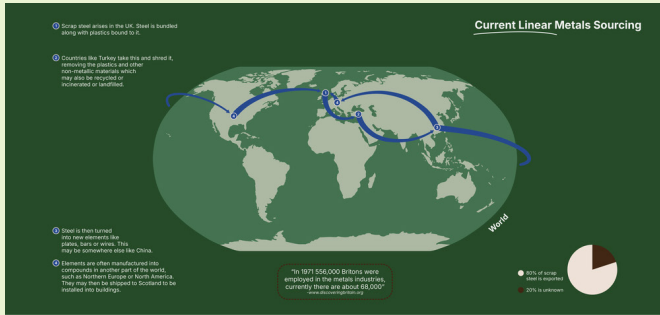 Current Linear Metals Sourcing
1 Scrap steel arises in the UK. Steel is bundled
along with plastics bound to it.
2 Countries like Turkey take this and shred it,
removing the plastics and other
non-metallic materials which
may also be recycled or
incinerated or landfilled.
3 Steel is then turned
into new elements like
plates, bars or wires. This
may be somewhere else like China.
4 Elements are often manufactured into
compounds in another part of the world,
such as Northern Europe or North America.
They may then be shipped to Scotland to be
installed into buildings.
1
4
4
2
3
World
"In 1971 556,000 Britons were
employed in the metals industries,
currently there are about 68,000"
-www.discoveringbritain.org
80% of scrap
steel is exported
20% is unknown